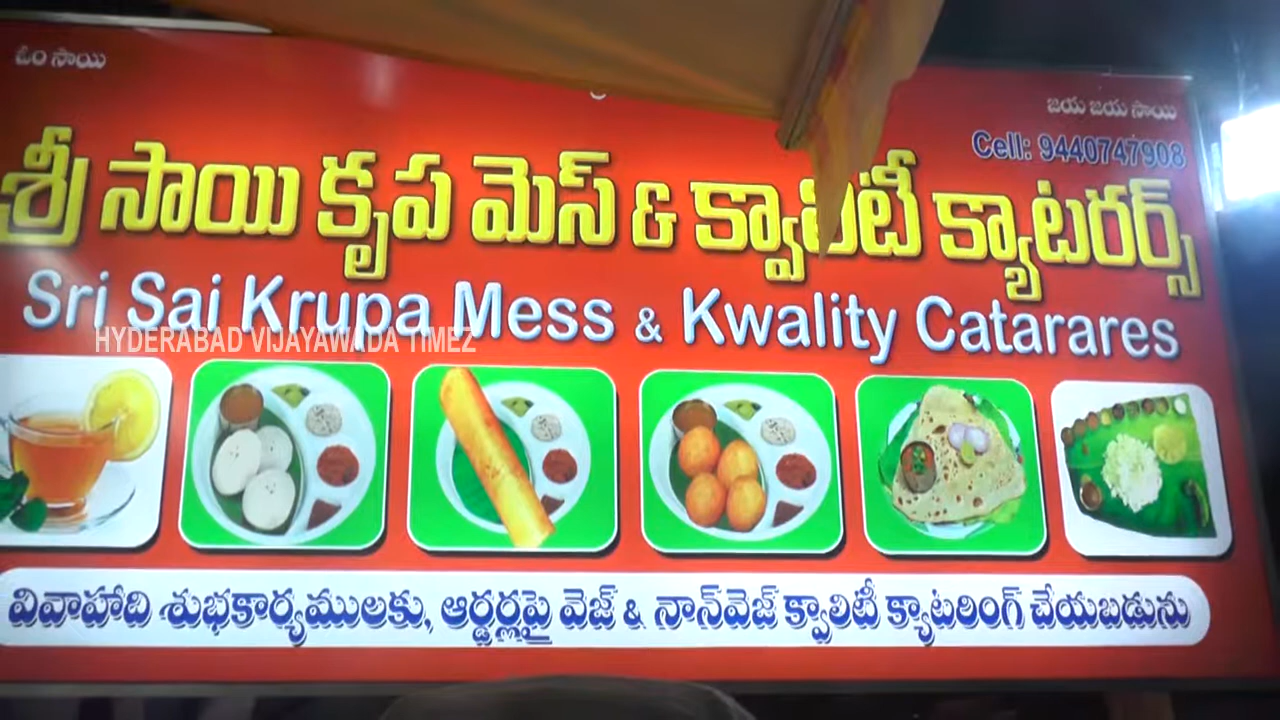 ఓం సాయి
జయ జయ సాయి
Cell: 9440747908
శ్రీ సాయి కృప మెస్ & క్వాలిటీ క్యాటరర్స్
Sri Sai Krupa Mess & Kwality Catarares
HYDERABAD VIJAYAWADA TIMEZ
వివాహాది శుభకార్యములకు, ఆర్డర్లపై వెజ్ & నాన్‌వెజ్ క్వాలిటీ క్యాటరింగ్ చేయబడును